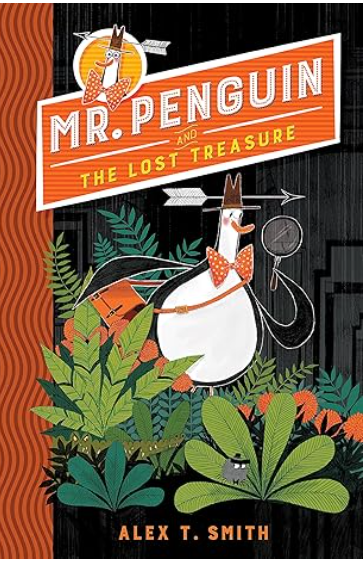 MR. PENGUIN
AND
THE LOST TREASURE
ALEX T. SMITH